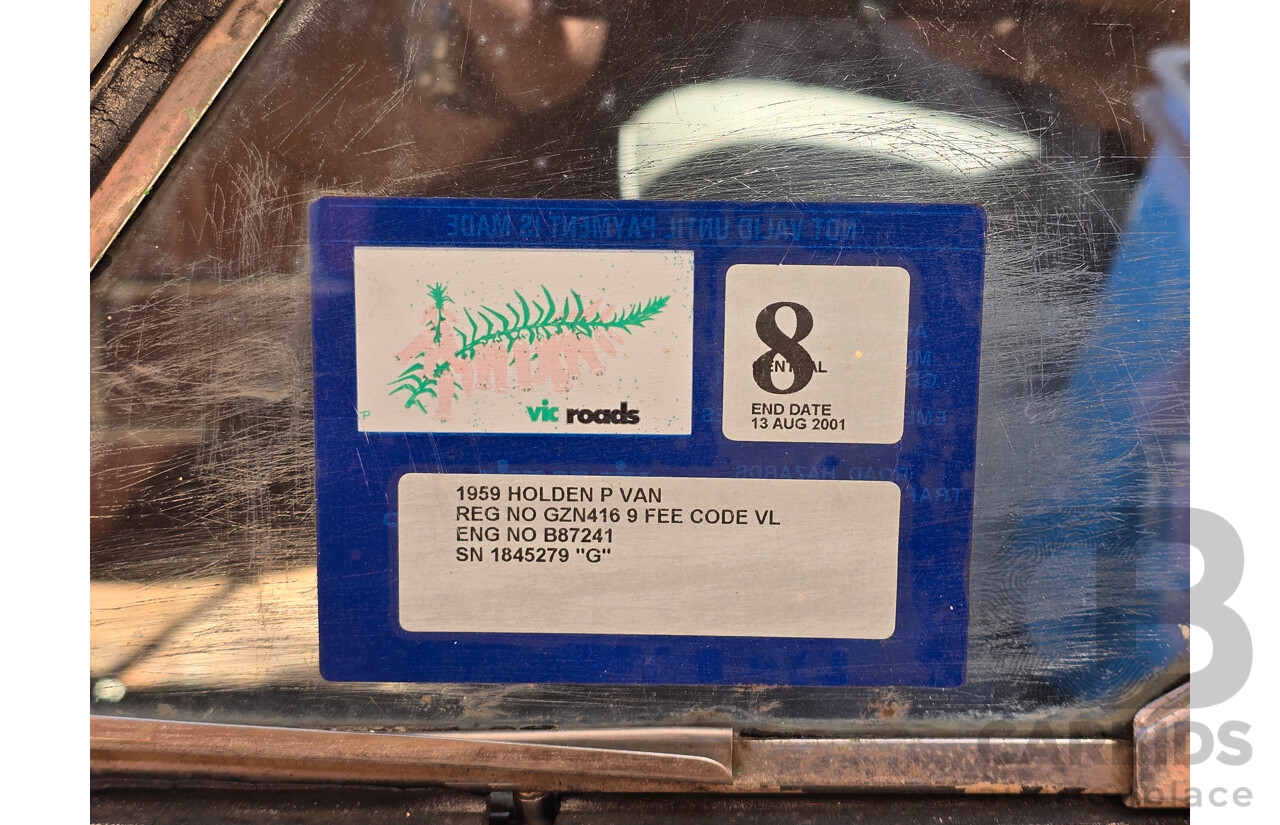 NOT VALID UNTIL PAYMENT IS MADE
vic roads
8
END DATE
13 AUG 2001
1959 HOLDEN P VAN
REG NO GZN416 9 FEE CODE VL
ENG NO B87241
SN 1845279 "G"